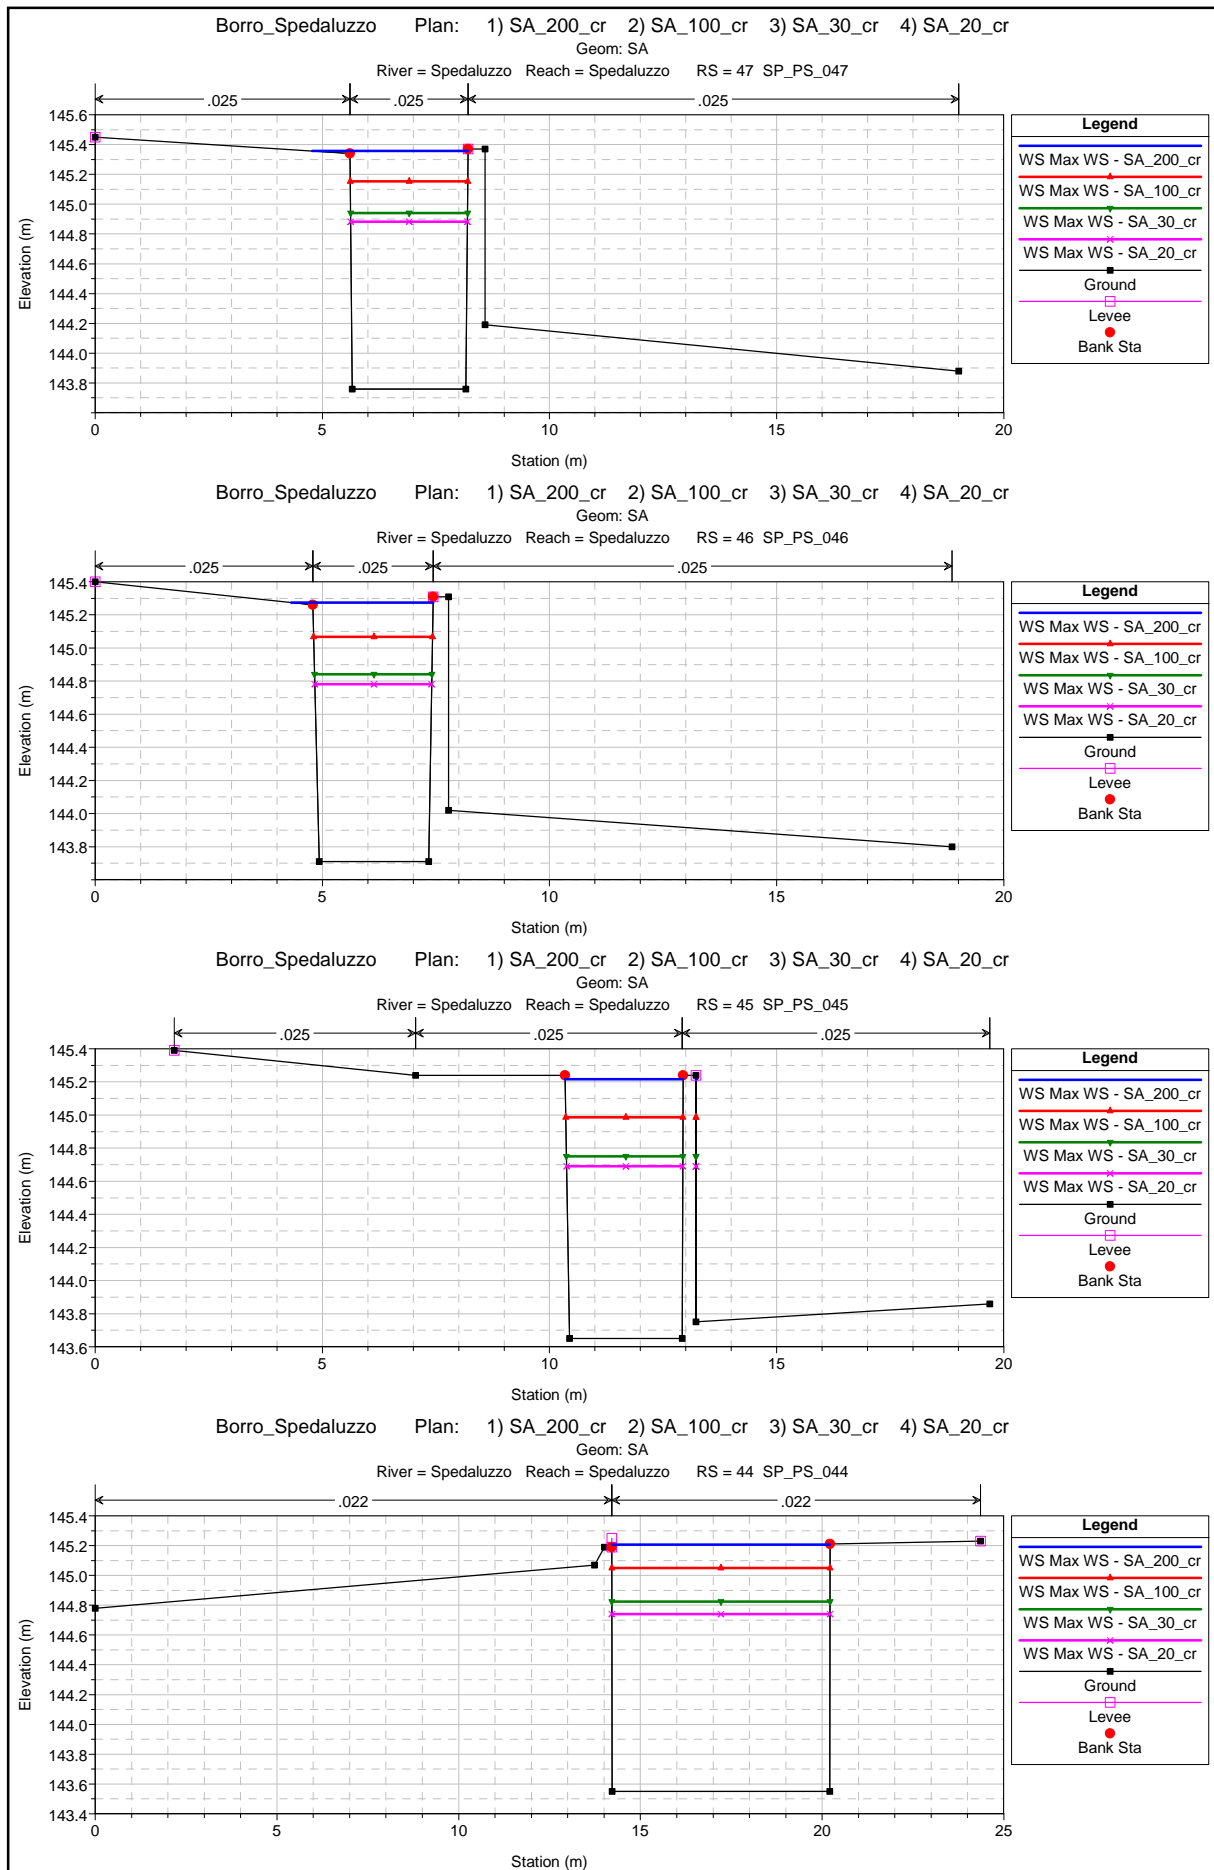 Borro_Spedaluzzo Plan: 1) SA_200_cr 2) SA_100_cr 3) SA_30_cr 4) SA_20_cr
Geom: SA
River = Spedaluzzo Reach = Spedaluzzo RS = 47 SP_PS_047
.025 .025 .025
145.6
145.4
145.2
145.0
144.8
144.6
144.4
144.2
144.0
143.8
Elevation (m)
0 5 10 15 20
Station (m)
Legend
WS Max WS - SA_200_cr
WS Max WS - SA_100_cr
WS Max WS - SA_30_cr
WS Max WS - SA_20_cr
Ground
Levee
Bank Sta
Borro_Spedaluzzo Plan: 1) SA_200_cr 2) SA_100_cr 3) SA_30_cr 4) SA_20_cr
Geom: SA
River = Spedaluzzo Reach = Spedaluzzo RS = 46 SP_PS_046
.025 .025 .025
145.4
145.2
145.0
144.8
144.6
144.4
144.2
144.0
143.8
Elevation (m)
0 5 10 15 20
Station (m)
Legend
WS Max WS - SA_200_cr
WS Max WS - SA_100_cr
WS Max WS - SA_30_cr
WS Max WS - SA_20_cr
Ground
Levee
Bank Sta
Borro_Spedaluzzo Plan: 1) SA_200_cr 2) SA_100_cr 3) SA_30_cr 4) SA_20_cr
Geom: SA
River = Spedaluzzo Reach = Spedaluzzo RS = 45 SP_PS_045
.025 .025 .025
145.4
145.2
145.0
144.8
144.6
144.4
144.2
144.0
143.8
143.6
Elevation (m)
0 5 10 15 20
Station (m)
Legend
WS Max WS - SA_200_cr
WS Max WS - SA_100_cr
WS Max WS - SA_30_cr
WS Max WS - SA_20_cr
Ground
Levee
Bank Sta
Borro_Spedaluzzo Plan: 1) SA_200_cr 2) SA_100_cr 3) SA_30_cr 4) SA_20_cr
Geom: SA
River = Spedaluzzo Reach = Spedaluzzo RS = 44 SP_PS_044
.022 .022
145.4
145.2
145.0
144.8
144.6
144.4
144.2
144.0
143.8
143.6
143.4
Elevation (m)
0 5 10 15 20 25
Station (m)
Legend
WS Max WS - SA_200_cr
WS Max WS - SA_100_cr
WS Max WS - SA_30_cr
WS Max WS - SA_20_cr
Ground
Levee
Bank Sta